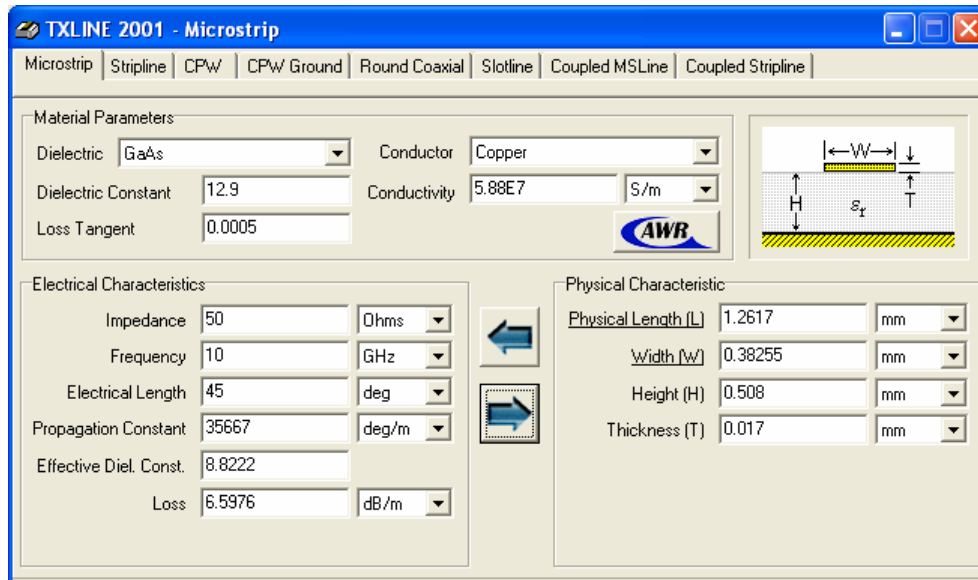 TXLINE 2001 - Microstrip
Microstrip Stripline CPW CPW Ground Round Coaxial Slotline Coupled MSLine Coupled Stripline
Material Parameters
Dielectric GaAs Conductor Copper
Dielectric Constant 12.9 Conductivity 5.88E7 S/m
Loss Tangent 0.0005 AWR
W
T
H
εr
Electrical Characteristics
Impedance 50 Ohms
Frequency 10 GHz
Electrical Length 45 deg
Propagation Constant 35667 deg/m
Effective Diel. Const. 8.8222
Loss 6.5976 dB/m
Physical Characteristic
Physical Length (L) 1.2617 mm
Width (W) 0.38255 mm
Height (H) 0.508 mm
Thickness (T) 0.017 mm